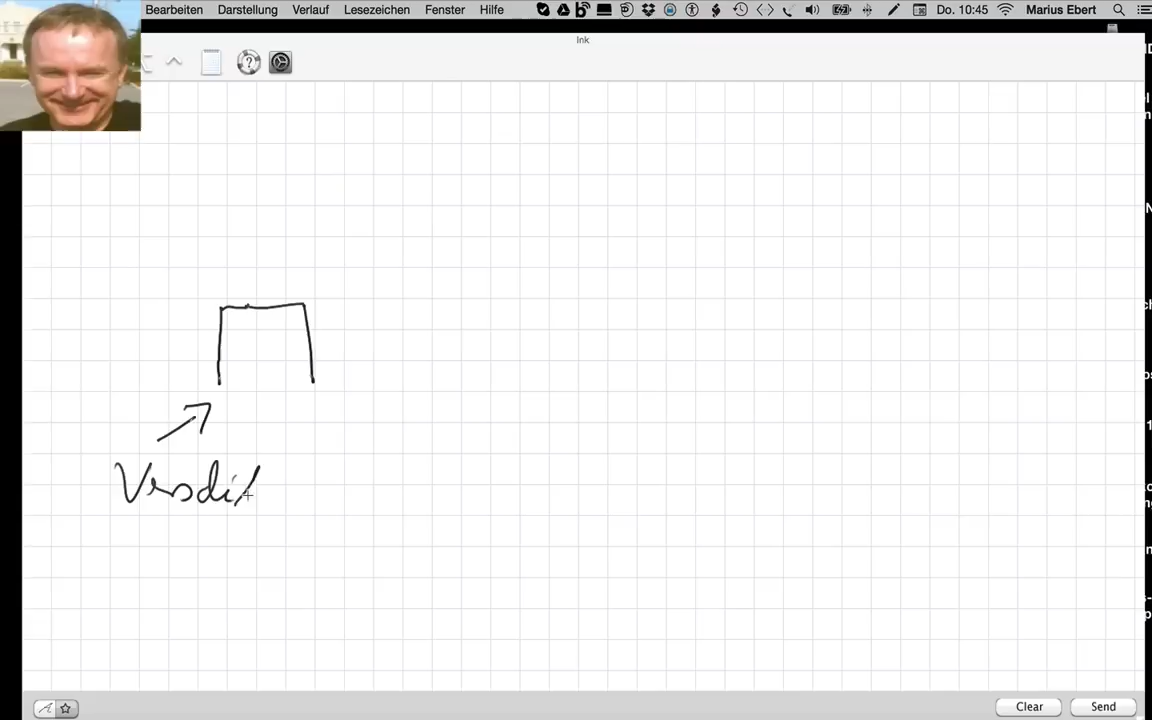 Bearbeiten Darstellung Verlauf Lesezeichen Fenster Hilfe Do. 10:45 Marius Ebert
Ink
Clear Send